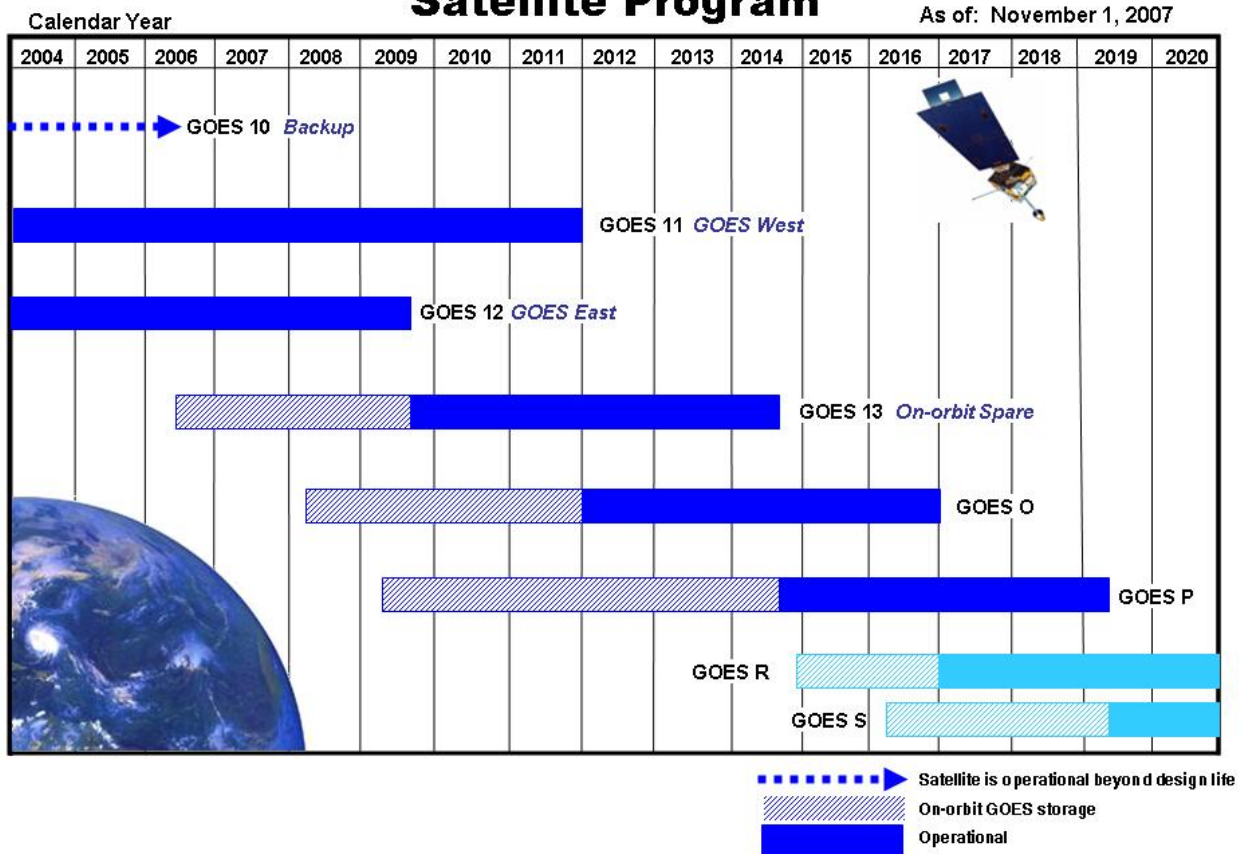 Satellite Program
Calendar Year
As of: November 1, 2007
2004 2005 2006 2007 2008 2009 2010 2011 2012 2013 2014 2015 2016 2017 2018 2019 2020
GOES 10 Backup
GOES 11 GOES West
GOES 12 GOES East
GOES 13 On-orbit Spare
GOES O
GOES P
GOES R
GOES S
Satellite is operational beyond design life
On-orbit GOES storage
Operational